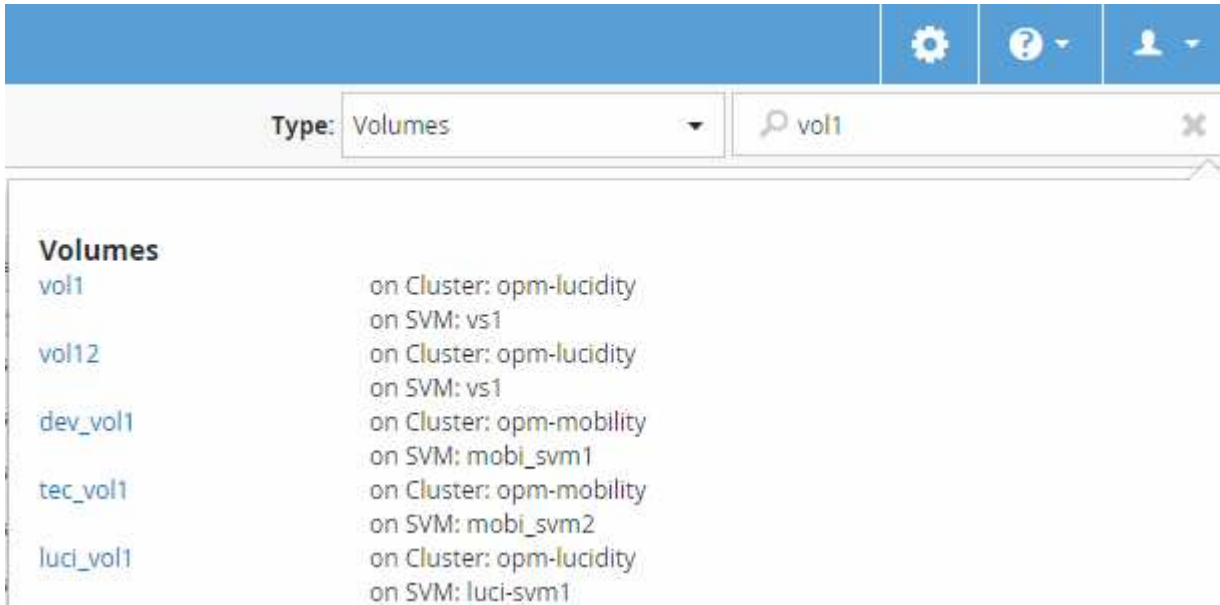 Type: Volumes vol1
Volumes
vol1 on Cluster: opm-lucidity
on SVM: vs1
vol12 on Cluster: opm-lucidity
on SVM: vs1
dev_vol1 on Cluster: opm-mobility
on SVM: mobi_svm1
tec_vol1 on Cluster: opm-mobility
on SVM: mobi_svm2
luci_vol1 on Cluster: opm-lucidity
on SVM: luci-svm1